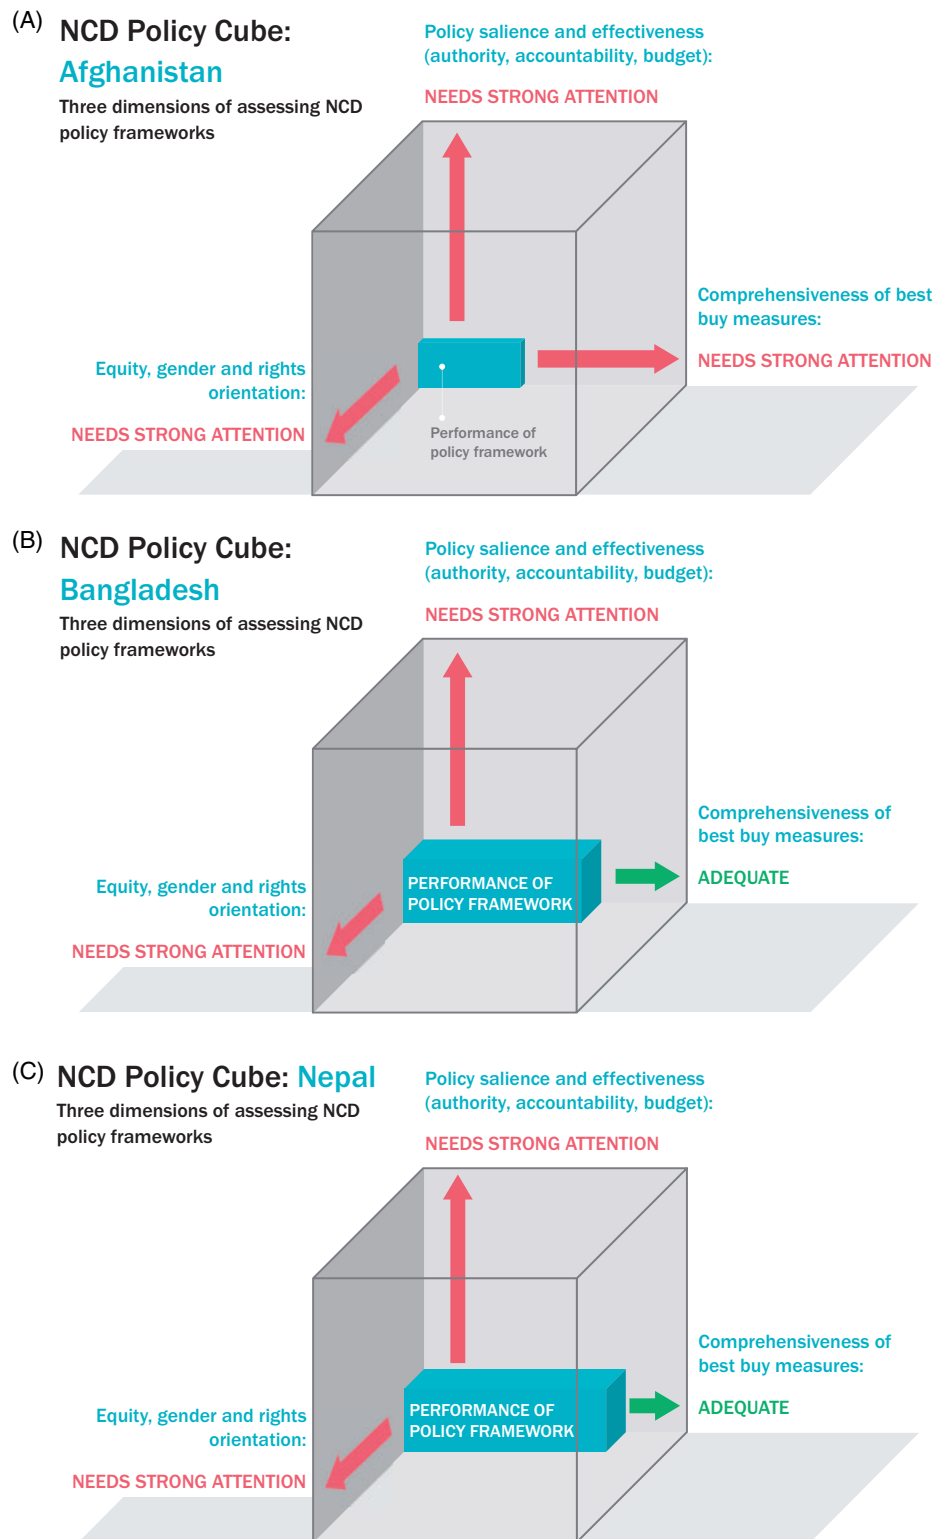 (A) NCD Policy Cube:
Afghanistan
Three dimensions of assessing NCD
policy frameworks
Policy salience and effectiveness
(authority, accountability, budget):
NEEDS STRONG ATTENTION
Comprehensiveness of best
buy measures:
NEEDS STRONG ATTENTION
Equity, gender and rights
orientation:
NEEDS STRONG ATTENTION
Performance of
policy framework
(B) NCD Policy Cube:
Bangladesh
Three dimensions of assessing NCD
policy frameworks
Policy salience and effectiveness
(authority, accountability, budget):
NEEDS STRONG ATTENTION
Comprehensiveness of
best buy measures:
ADEQUATE
PERFORMANCE OF
POLICY FRAMEWORK
Equity, gender and rights
orientation:
NEEDS STRONG ATTENTION
(C) NCD Policy Cube: Nepal
Three dimensions of assessing NCD
policy frameworks
Policy salience and effectiveness
(authority, accountability, budget):
NEEDS STRONG ATTENTION
Comprehensiveness of
best buy measures:
ADEQUATE
PERFORMANCE OF
POLICY FRAMEWORK
Equity, gender and rights
orientation:
NEEDS STRONG ATTENTION